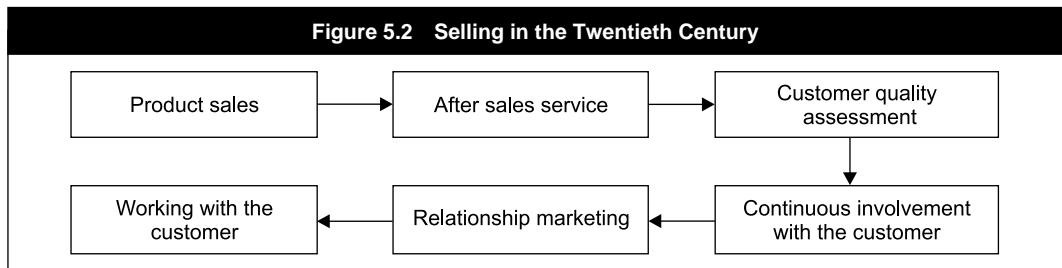 Figure 5.2 Selling in the Twentieth Century
Product sales
After sales service
Customer quality
assessment
Continuous involvement
with the customer
Relationship marketing
Working with the
customer